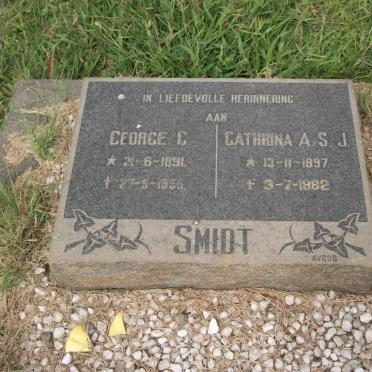 IN LIEFDEVOLLE HERINNERING
AAN
GEORGE C CATHRINA A.S J.
* 21-6-1891. * 13-11-1897.
† 27-9-1955. † 3-7-1982
SMIDT
AVBOB